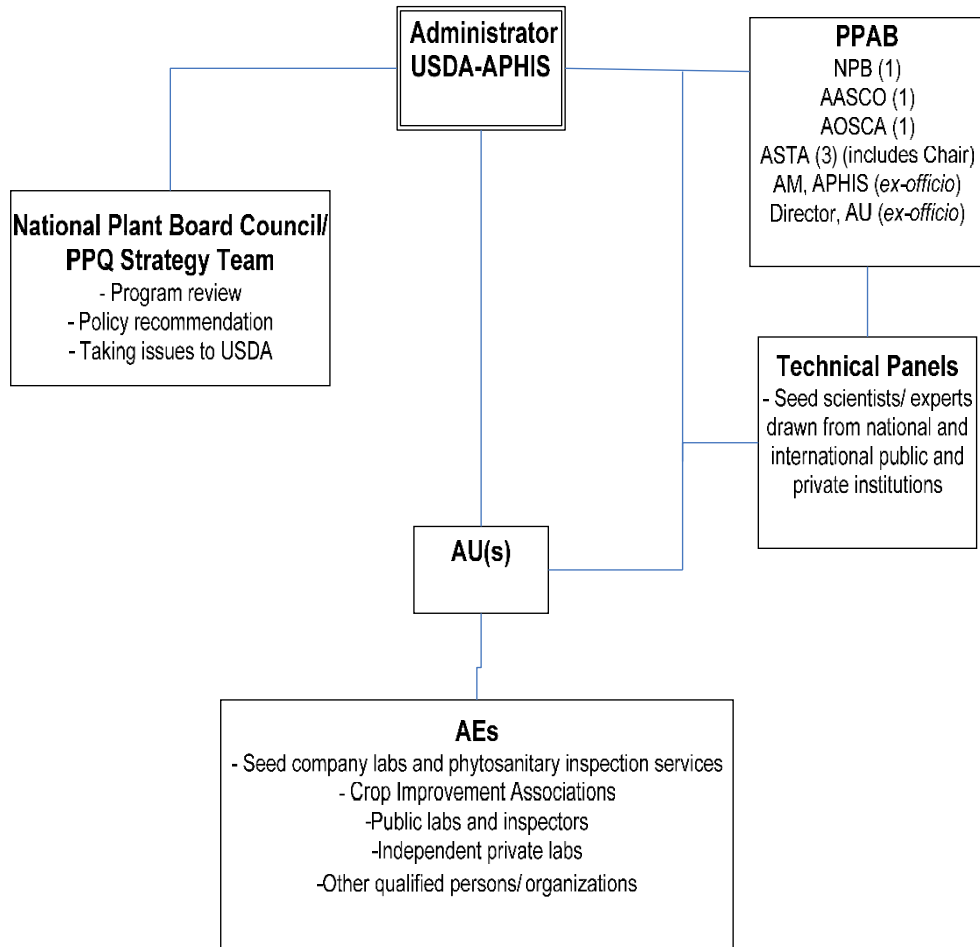 Administrator
USDA-APHIS
PPAB
NPB (1)
AASCO (1)
AOSCA (1)
ASTA (3) (includes Chair)
AM, APHIS (ex-officio)
Director, AU (ex-officio)
National Plant Board Council/
PPQ Strategy Team
- Program review
- Policy recommendation
- Taking issues to USDA
Technical Panels
- Seed scientists/ experts
drawn from national and
international public and
private institutions
AU(s)
AEs
- Seed company labs and phytosanitary inspection services
- Crop Improvement Associations
-Public labs and inspectors
-Independent private labs
-Other qualified persons/ organizations